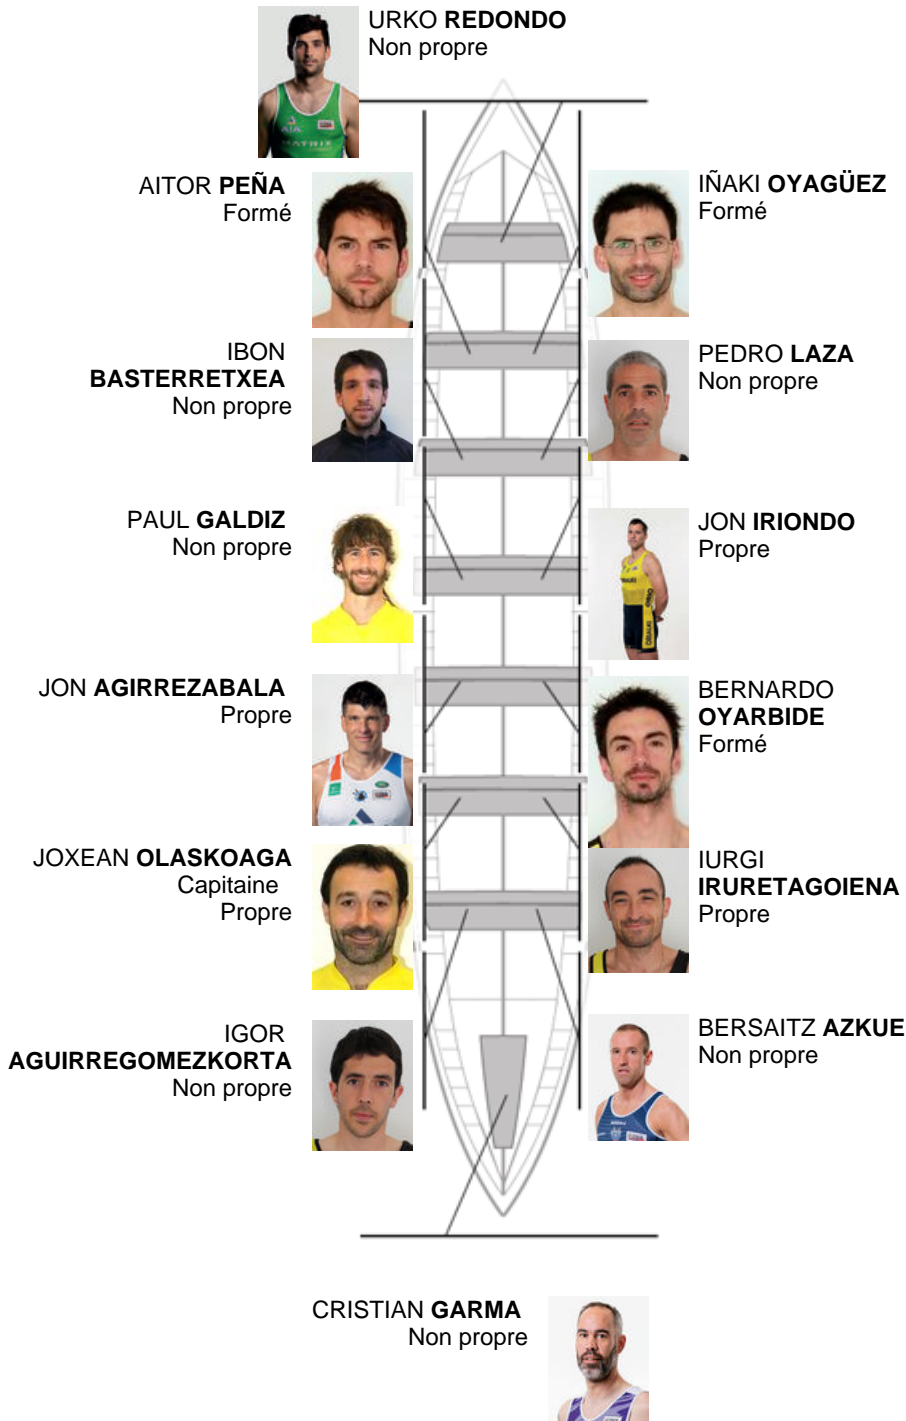 URKO REDONDO
Non propre
AITOR PEÑA
Formé
IÑAKI OYAGÜEZ
Formé
IBON
BASTERRETXEA
Non propre
PEDRO LAZA
Non propre
PAUL GALDIZ
Non propre
JON IRIONDO
Propre
JON AGIRREZABALA
Propre
BERNARDO
OYARBIDE
Formé
JOXEAN OLASKOAGA
Capitaine
Propre
IURGI
IRURETAGOIENA
Propre
IGOR
AGUIRREGOMEZKORTA
Non propre
BERSAITZ AZKUE
Non propre
CRISTIAN GARMA
Non propre